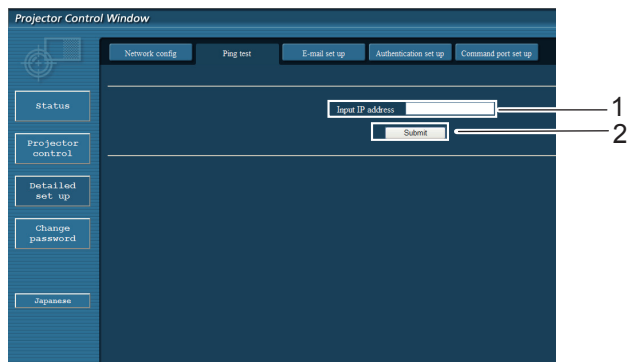 Projector Control Window
Network config
Ping test
E-mail set up
Authentication set up
Command port set up
Status
Projector
control
Detailed
set up
Change
password
Japanese
Input IP address
1
Submit
2